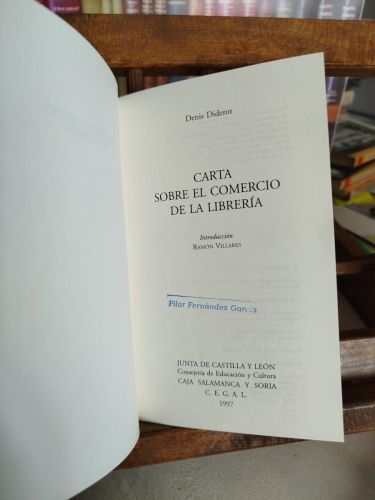 Denis Diderot
CARTA
SOBRE EL COMERCIO
DE LA LIBRERÍA
Introducción
RAMÓN VILLARES
Pilar Fernández García
JUNTA DE CASTILLA Y LEÓN
Consejería de Educación y Cultura
CAJA SALAMANCA Y SORIA
C. E. G. A. L.
1997